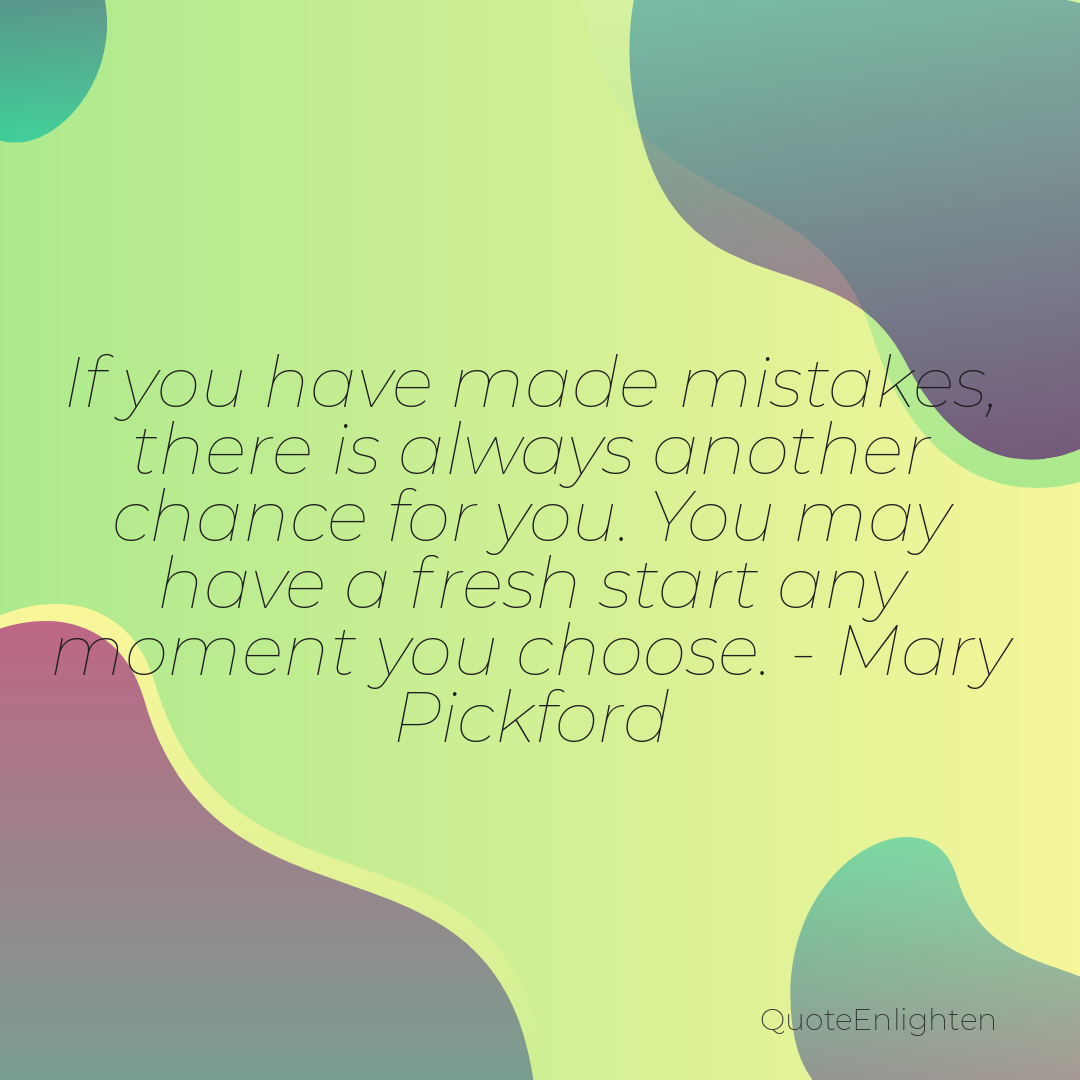 If you have made mistakes,
there is always another
chance for you. You may
have a fresh start any
moment you choose. - Mary
Pickford
QuoteEnlighten